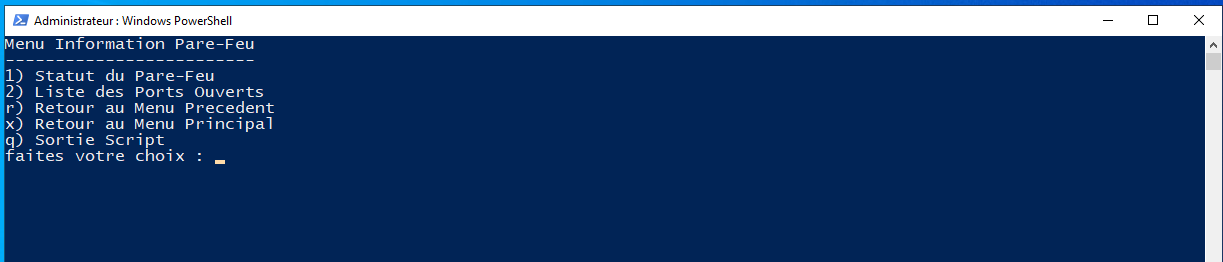 Administrateur : Windows PowerShell
Menu Information Pare-Feu
-------------------------
1) Statut du Pare-Feu
2) Liste des Ports Ouverts
r) Retour au Menu Precedent
x) Retour au Menu Principal
q) Sortie Script
faites votre choix :